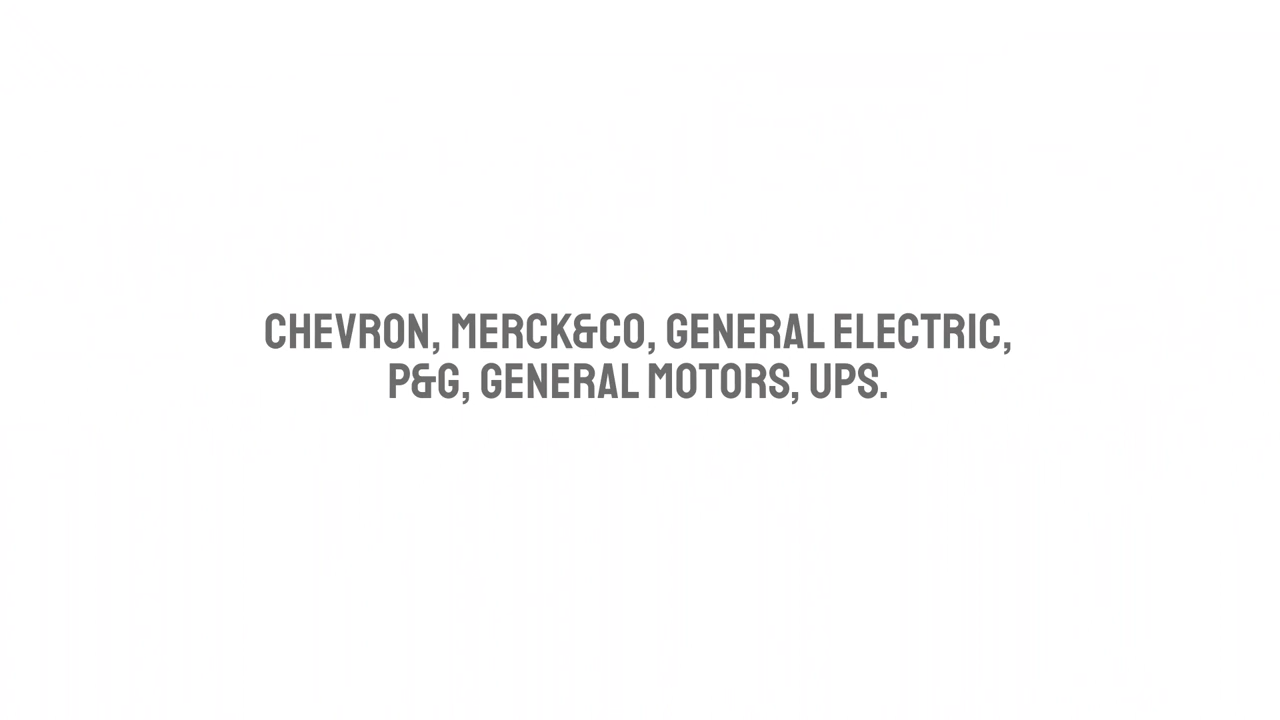 CHEVRON, MERCK&CO, GENERAL ELECTRIC,
P&G, GENERAL MOTORS, UPS.